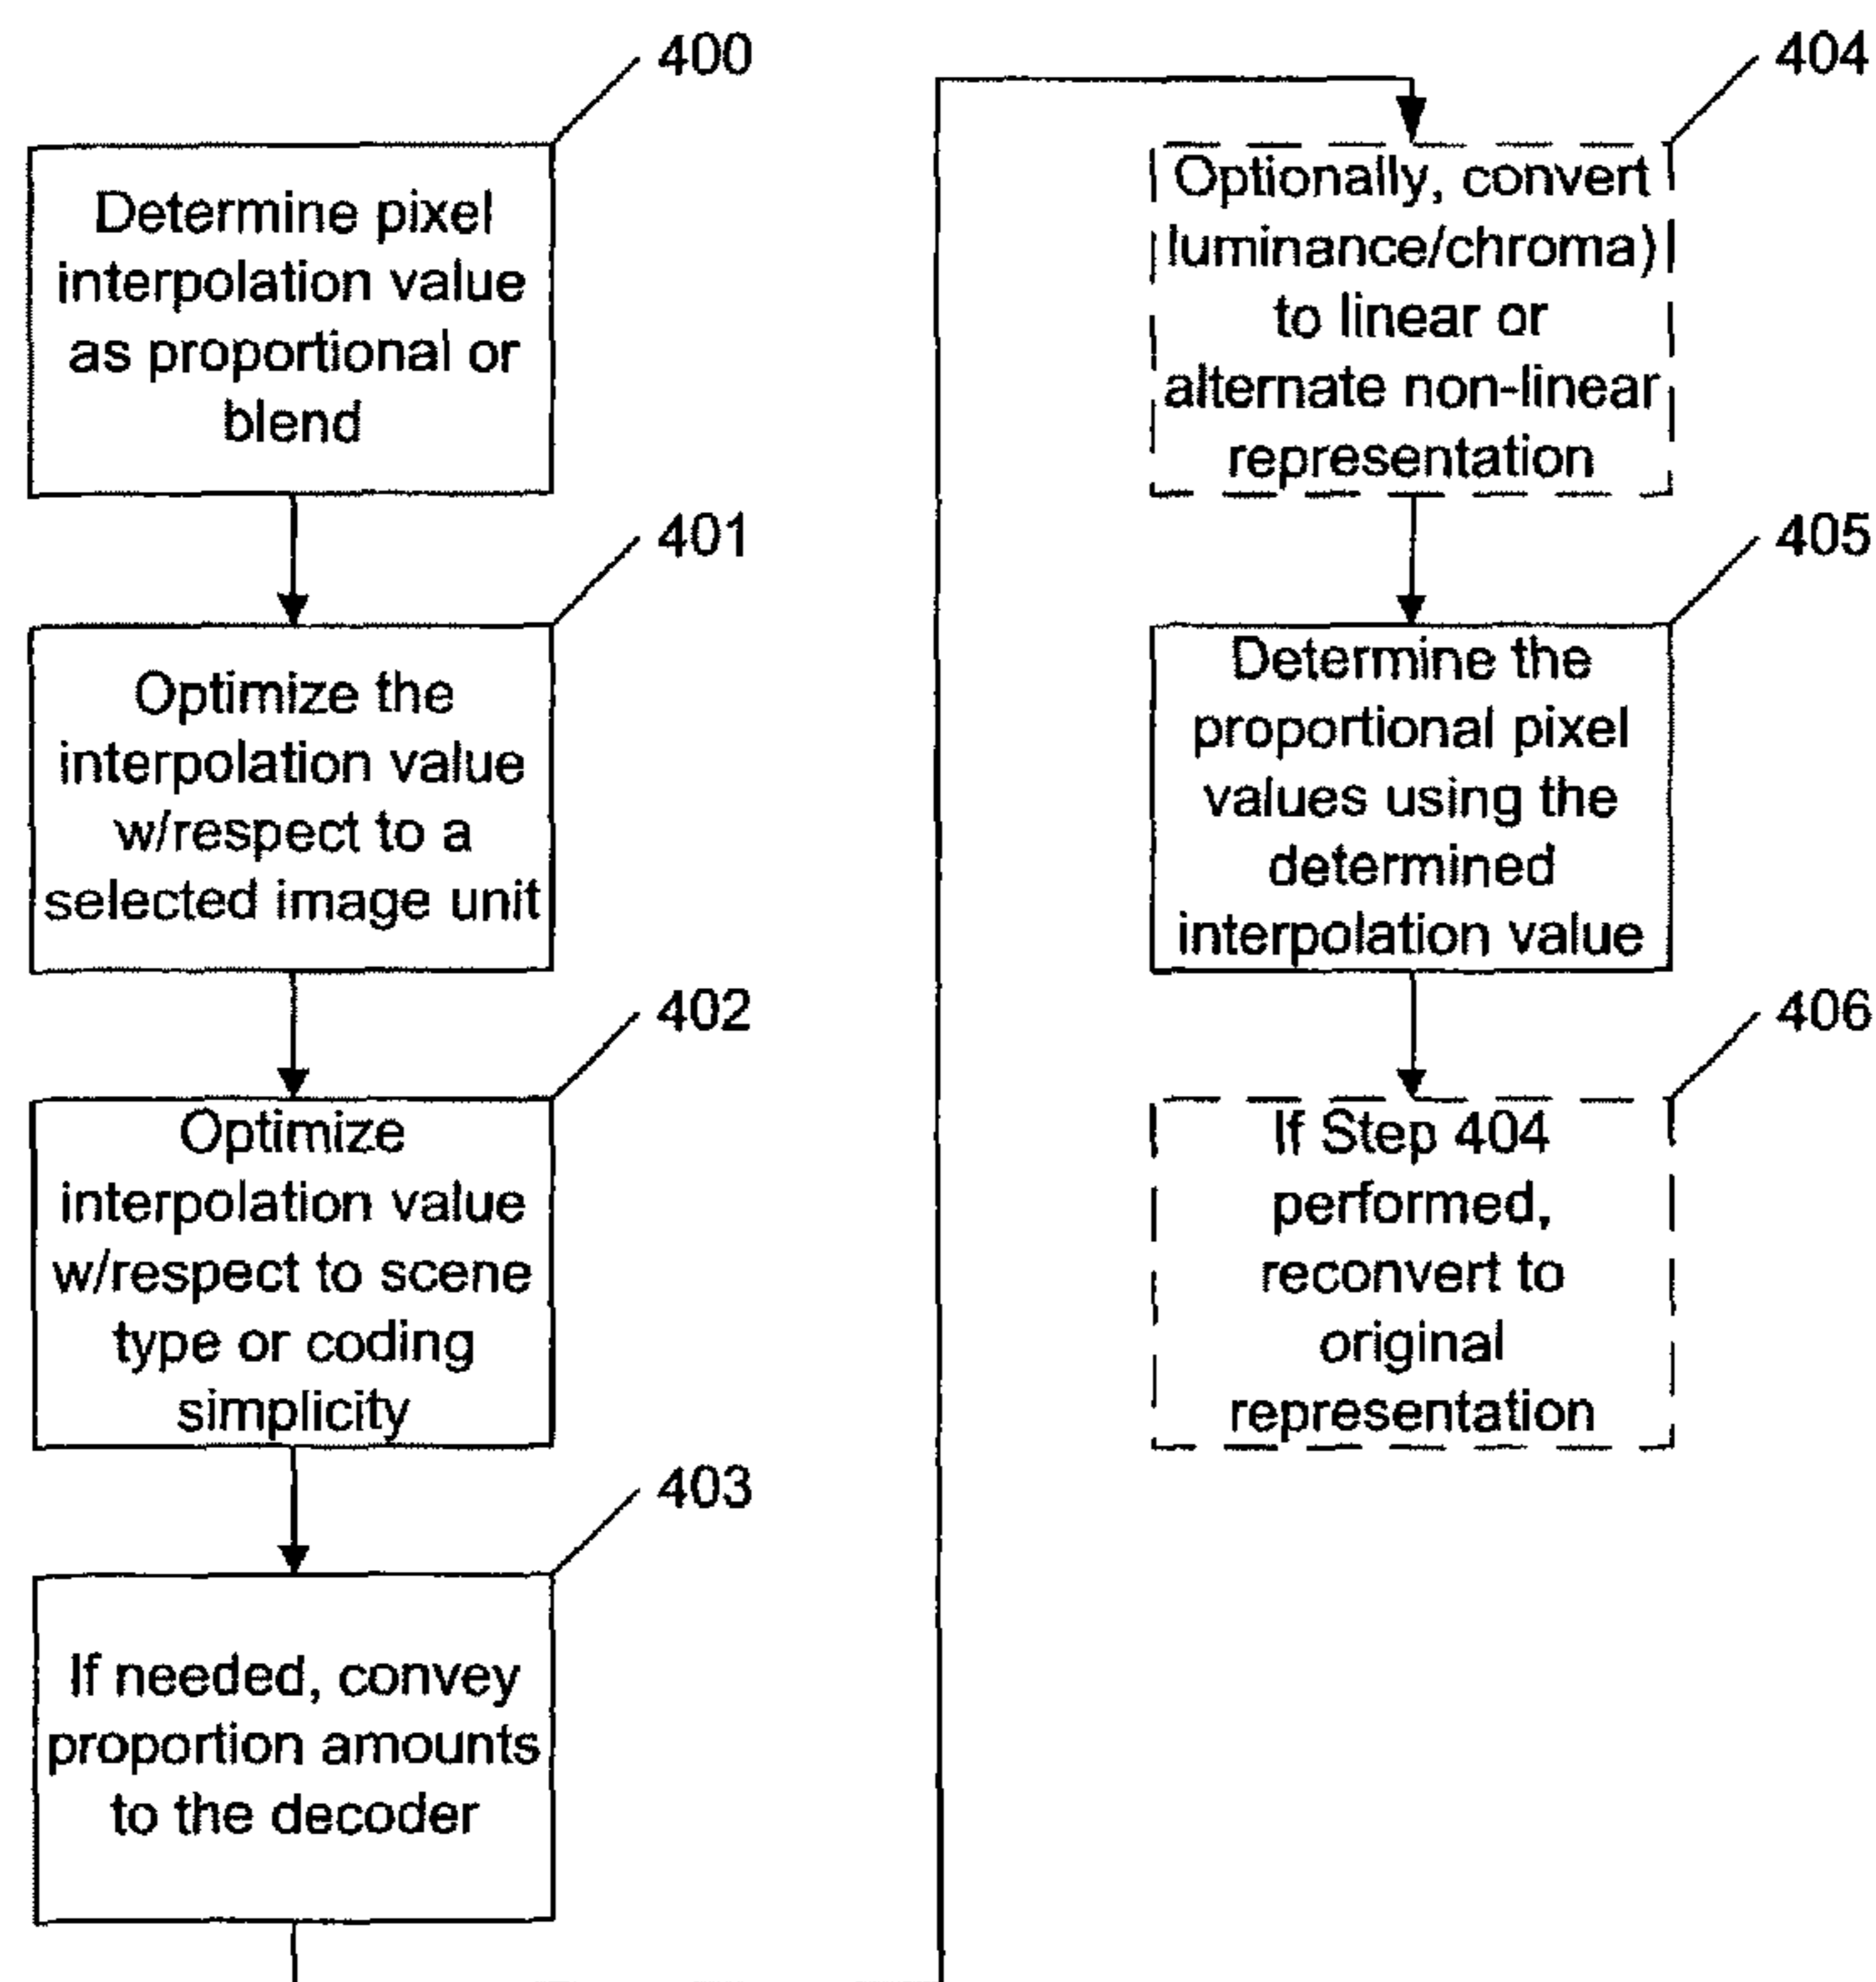 400
Determine pixel
interpolation value
as proportional or
blend
401
Optimize the
interpolation value
w/respect to a
selected image unit
402
Optimize
interpolation value
w/respect to scene
type or coding
simplicity
403
If needed, convey
proportion amounts
to the decoder
404
Optionally, convert
luminance/chroma)
to linear or
alternate non-linear
representation
405
Determine the
proportional pixel
values using the
determined
interpolation value
406
If Step 404
performed,
reconvert to
original
representation